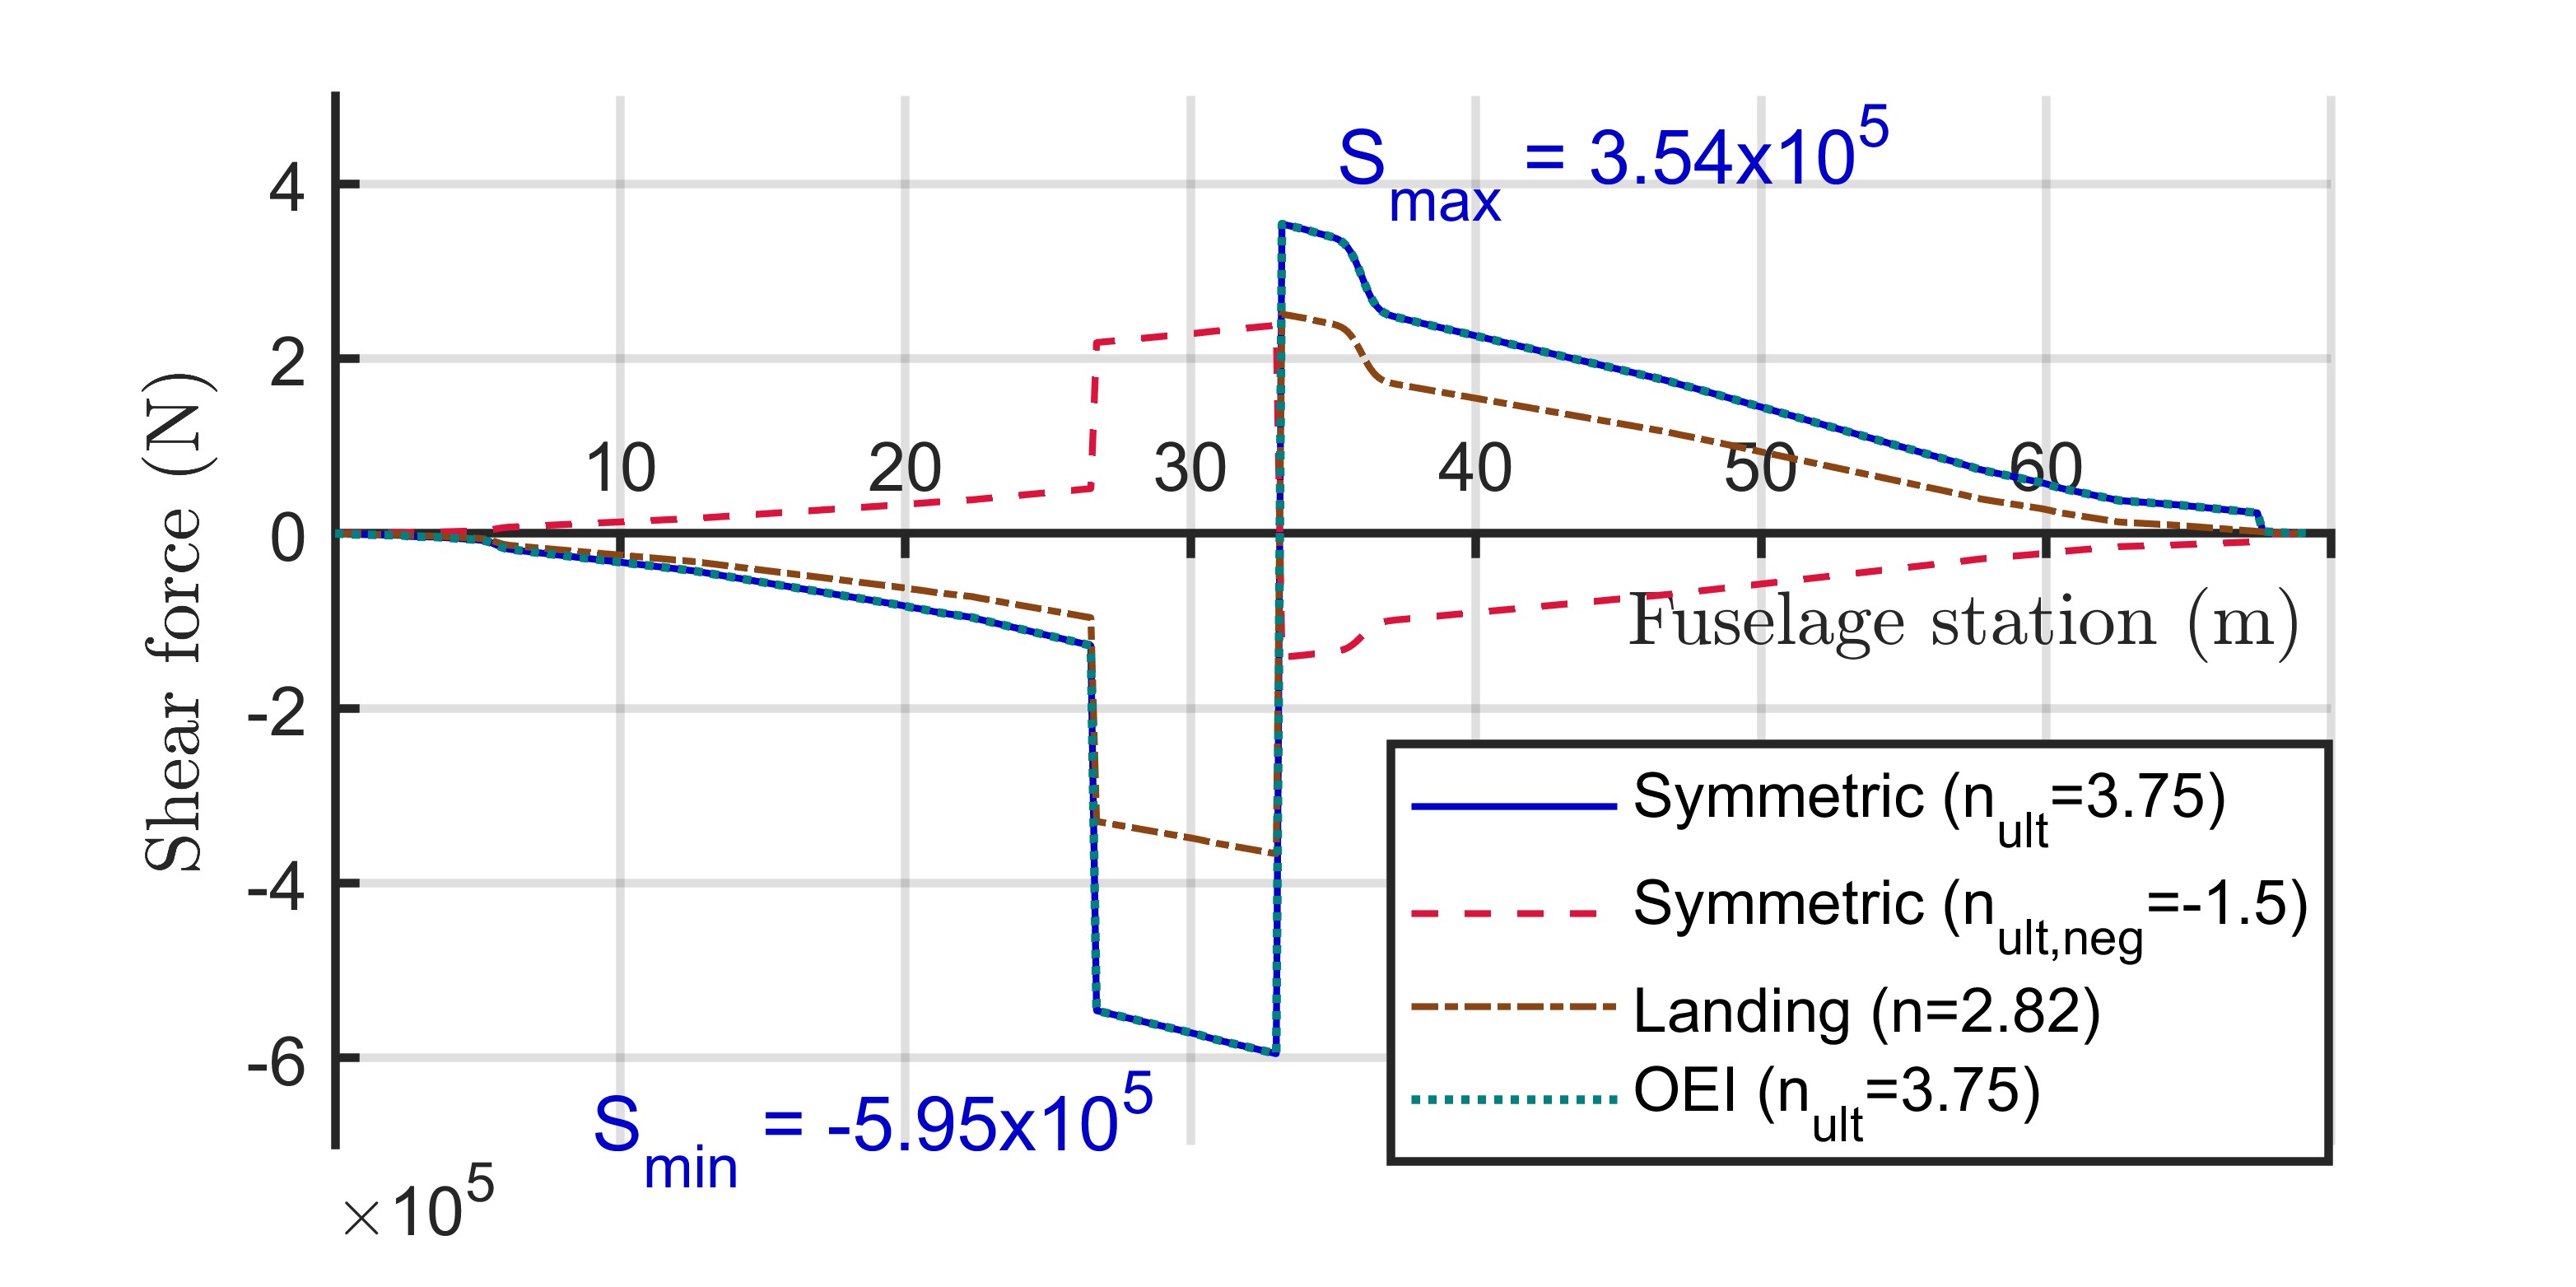 S_max = 3.54x10^5
4
2
0
-2
-4
-6
10 20 30 40 50 60
Shear force (N)
Fuselage station (m)
Symmetric (n_ult=3.75)
Symmetric (n_ult,neg=-1.5)
Landing (n=2.82)
OEI (n_ult=3.75)
S_min = -5.95x10^5
×10^5